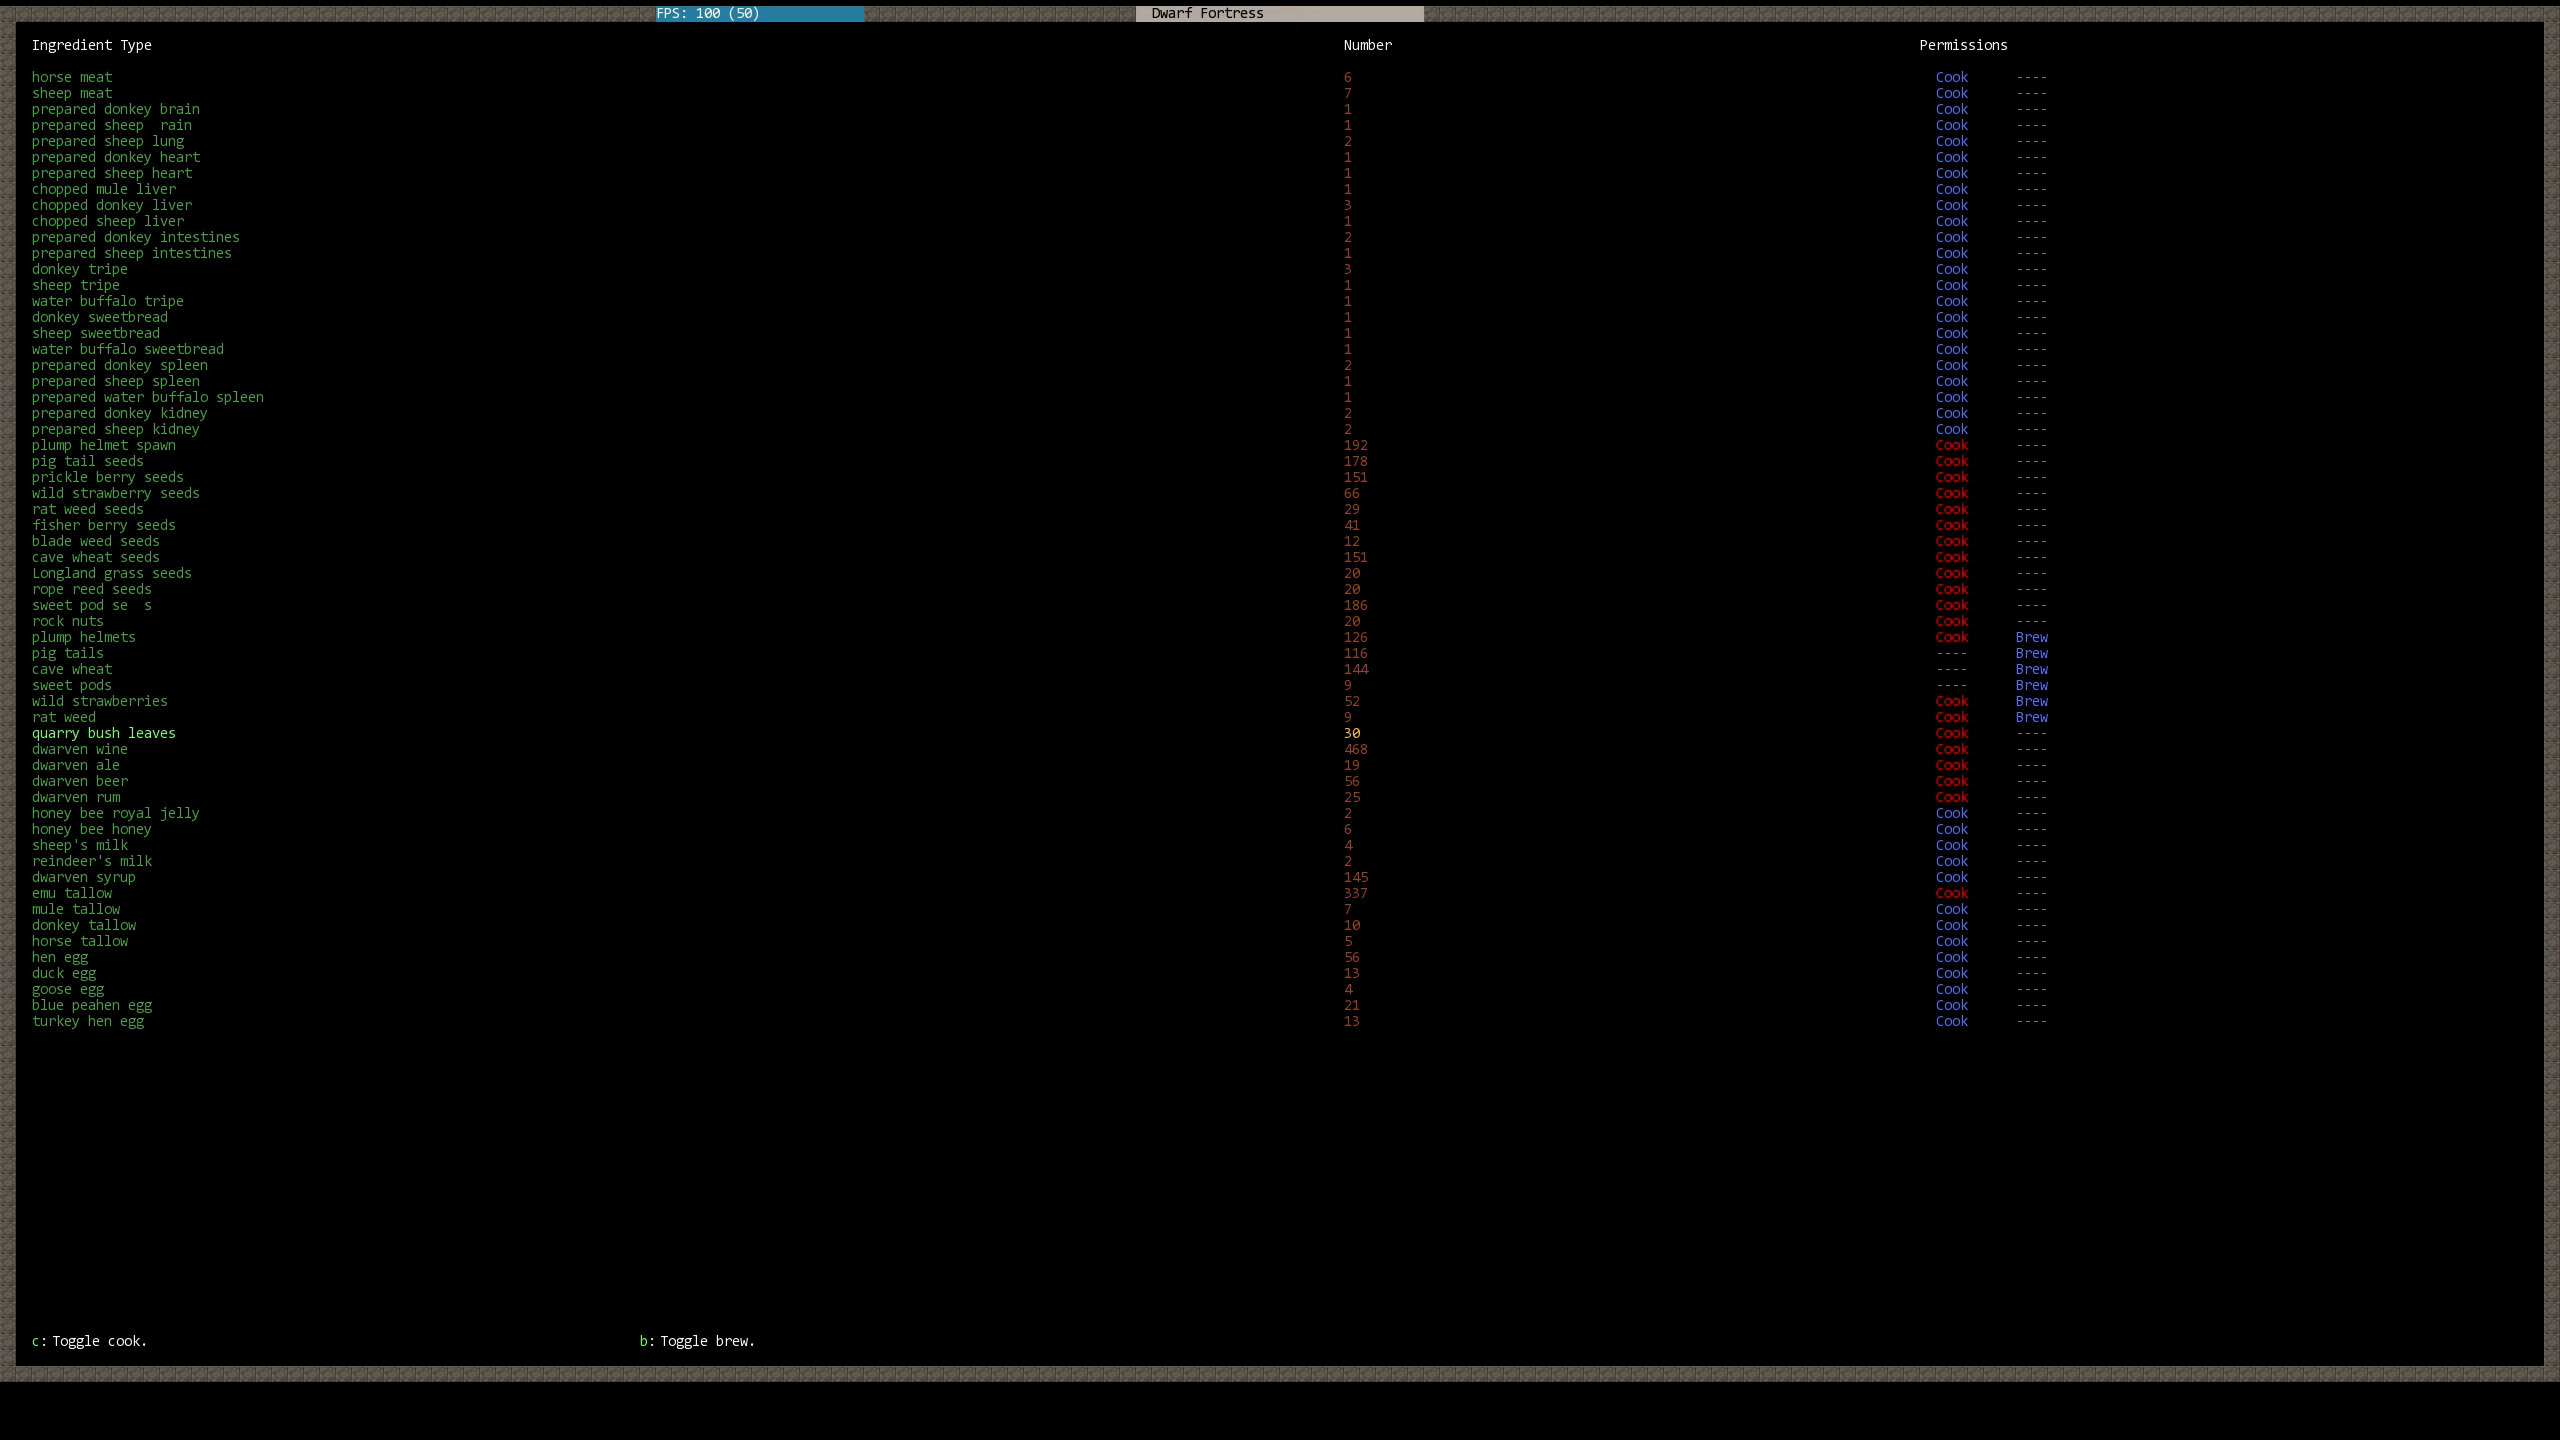 FPS: 100 (50) Dwarf Fortress
Ingredient Type Number Permissions
horse meat 6 Cook ----
sheep meat 7 Cook ----
prepared donkey brain 1 Cook ----
prepared sheep rain 1 Cook ----
prepared sheep lung 2 Cook ----
prepared donkey heart 1 Cook ----
prepared sheep heart 1 Cook ----
chopped mule liver 1 Cook ----
chopped donkey liver 3 Cook ----
chopped sheep liver 1 Cook ----
prepared donkey intestines 2 Cook ----
prepared sheep intestines 1 Cook ----
donkey tripe 3 Cook ----
sheep tripe 1 Cook ----
water buffalo tripe 1 Cook ----
donkey sweetbread 1 Cook ----
sheep sweetbread 1 Cook ----
water buffalo sweetbread 1 Cook ----
prepared donkey spleen 2 Cook ----
prepared sheep spleen 1 Cook ----
prepared water buffalo spleen 1 Cook ----
prepared donkey kidney 2 Cook ----
prepared sheep kidney 2 Cook ----
plump helmet spawn 192 Cook ----
pig tail seeds 178 Cook ----
prickle berry seeds 151 Cook ----
wild strawberry seeds 66 Cook ----
rat weed seeds 29 Cook ----
fisher berry seeds 41 Cook ----
blade weed seeds 12 Cook ----
cave wheat seeds 151 Cook ----
Longland grass seeds 20 Cook ----
rope reed seeds 20 Cook ----
sweet pod se s 186 Cook ----
rock nuts 20 Cook ----
plump helmets 126 Cook Brew
pig tails 116 ---- Brew
cave wheat 144 ---- Brew
sweet pods 9 ---- Brew
wild strawberries 52 Cook Brew
rat weed 9 Cook Brew
quarry bush leaves 30 Cook ----
dwarven wine 468 Cook ----
dwarven ale 19 Cook ----
dwarven beer 56 Cook ----
dwarven rum 25 Cook ----
honey bee royal jelly 2 Cook ----
honey bee honey 6 Cook ----
sheep's milk 4 Cook ----
reindeer's milk 2 Cook ----
dwarven syrup 145 Cook ----
emu tallow 337 Cook ----
mule tallow 7 Cook ----
donkey tallow 10 Cook ----
horse tallow 5 Cook ----
hen egg 56 Cook ----
duck egg 13 Cook ----
goose egg 4 Cook ----
blue peahen egg 21 Cook ----
turkey hen egg 13 Cook ----
c: Toggle cook. b: Toggle brew.